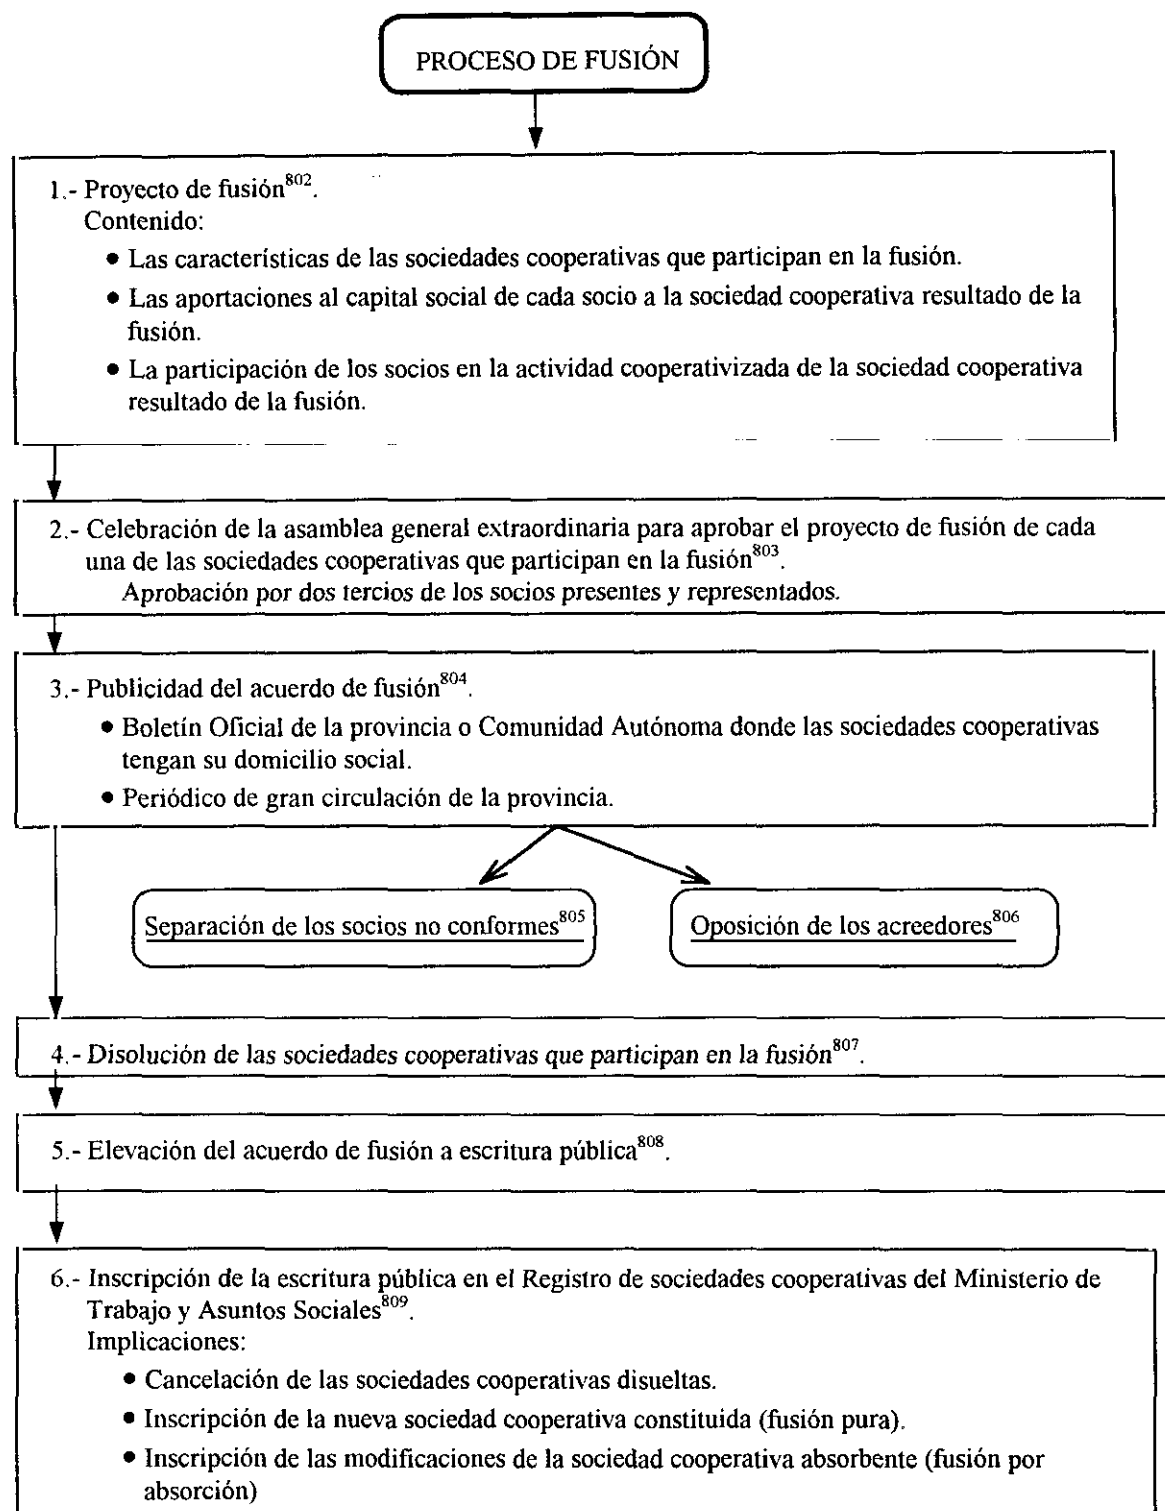 PROCESO DE FUSIÓN
1.- Proyecto de fusión802.
Contenido:
• Las características de las sociedades cooperativas que participan en la fusión.
• Las aportaciones al capital social de cada socio a la sociedad cooperativa resultado de la
fusión.
• La participación de los socios en la actividad cooperativizada de la sociedad cooperativa
resultado de la fusión.
2.- Celebración de la asamblea general extraordinaria para aprobar el proyecto de fusión de cada
una de las sociedades cooperativas que participan en la fusión803.
Aprobación por dos tercios de los socios presentes y representados.
3.- Publicidad del acuerdo de fusión804.
• Boletín Oficial de la provincia o Comunidad Autónoma donde las sociedades cooperativas
tengan su domicilio social.
• Periódico de gran circulación de la provincia.
Separación de los socios no conformes805
Oposición de los acreedores806
4.- Disolución de las sociedades cooperativas que participan en la fusión807.
5.- Elevación del acuerdo de fusión a escritura pública808.
6.- Inscripción de la escritura pública en el Registro de sociedades cooperativas del Ministerio de
Trabajo y Asuntos Sociales809.
Implicaciones:
• Cancelación de las sociedades cooperativas disueltas.
• Inscripción de la nueva sociedad cooperativa constituida (fusión pura).
• Inscripción de las modificaciones de la sociedad cooperativa absorbente (fusión por
absorción)